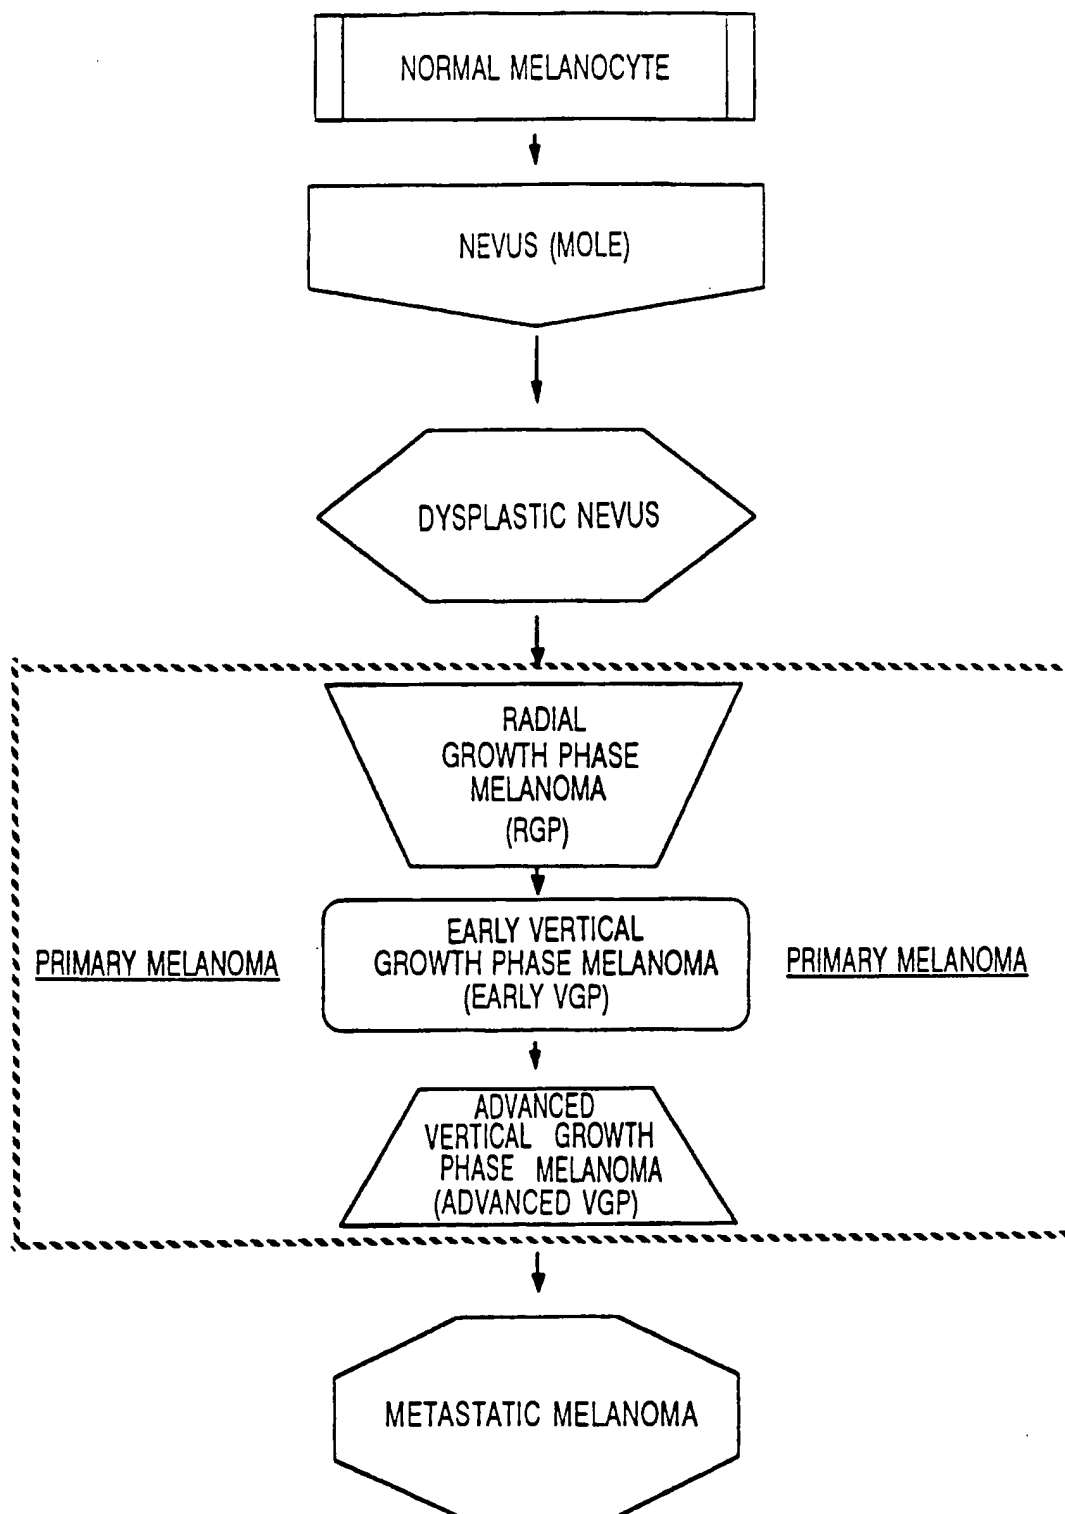 NORMAL MELANOCYTE
NEVUS (MOLE)
DYSPLASTIC NEVUS
RADIAL
GROWTH PHASE
MELANOMA
(RGP)
EARLY VERTICAL
GROWTH PHASE MELANOMA
(EARLY VGP)
PRIMARY MELANOMA
PRIMARY MELANOMA
ADVANCED
VERTICAL GROWTH
PHASE MELANOMA
(ADVANCED VGP)
METASTATIC MELANOMA